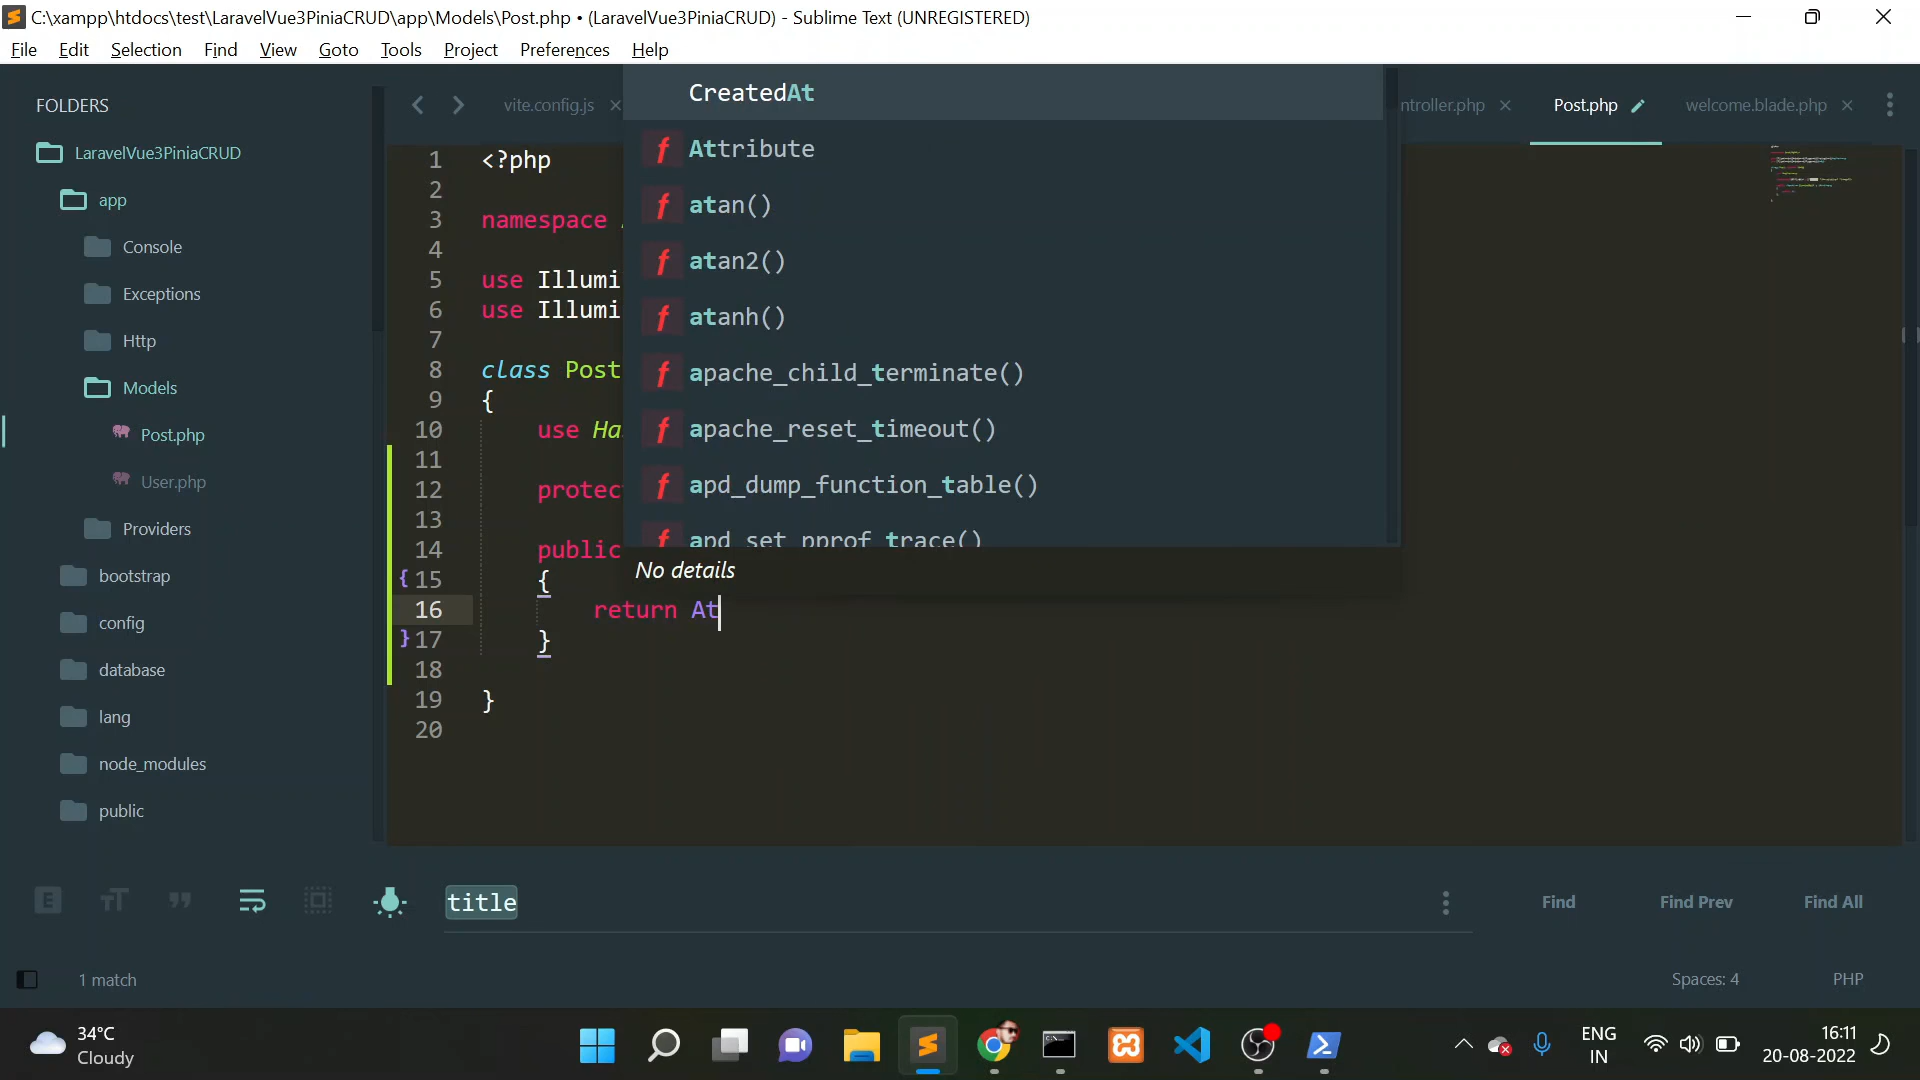 C:\xampp\htdocs\test\LaravelVue3PiniaCRUD\app\Models\Post.php • (LaravelVue3PiniaCRUD) - Sublime Text (UNREGISTERED)
File Edit Selection Find View Goto Tools Project Preferences Help
FOLDERS
LaravelVue3PiniaCRUD
app
Console
Exceptions
Http
Models
Post.php
User.php
Providers
bootstrap
config
database
lang
node_modules
public
vite.config.js
ntroller.php
Post.php
welcome.blade.php
CreatedAt
f Attribute
f atan()
f atan2()
f atanh()
f apache_child_terminate()
f apache_reset_timeout()
f apd_dump_function_table()
f apd_set_pprof_trace()
No details
1 <?php
2
3 namespace
4
5 use Illumi
6 use Illumi
7
8 class Post
9 {
10 use Ha
11
12 protec
13
14 public
{ 15 {
16 return At
} 17 }
18
19 }
20
title
Find
Find Prev
Find All
1 match
Spaces: 4
PHP
34°C
Cloudy
ENG
IN
16:11
20-08-2022